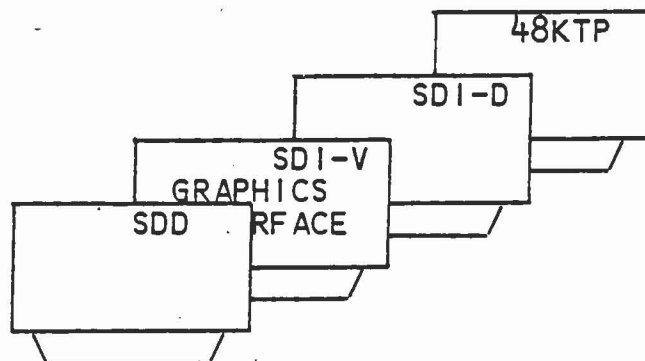 48KTP
SDI-D
SDI-V
GRAPHICS
RFACE
SDD